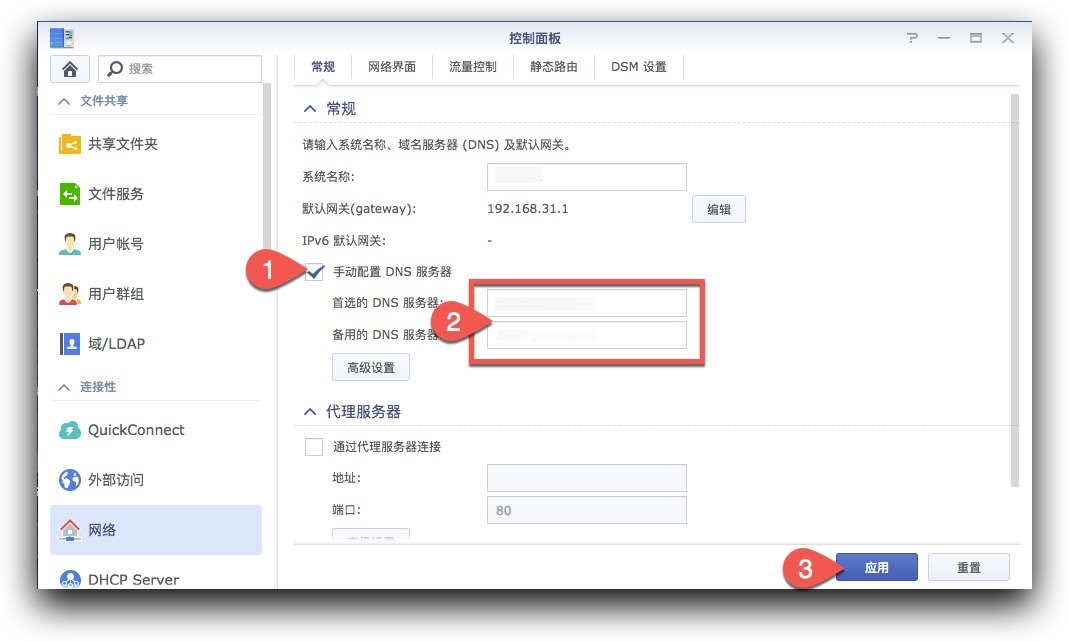 控制面板
搜索
文件共享
共享文件夹
文件服务
用户帐号
用户群组
域/LDAP
连接性
QuickConnect
外部访问
网络
DHCP Server
常规
网络界面
流量控制
静态路由
DSM 设置
常规
请输入系统名称、域名服务器 (DNS) 及默认网关。
系统名称:
默认网关(gateway):
192.168.31.1
编辑
IPv6 默认网关:
-
1
手动配置 DNS 服务器
首选的 DNS 服务器:
2
备用的 DNS 服务器
高级设置
代理服务器
通过代理服务器连接
地址:
端口:
80
高级设置
3
应用
重置